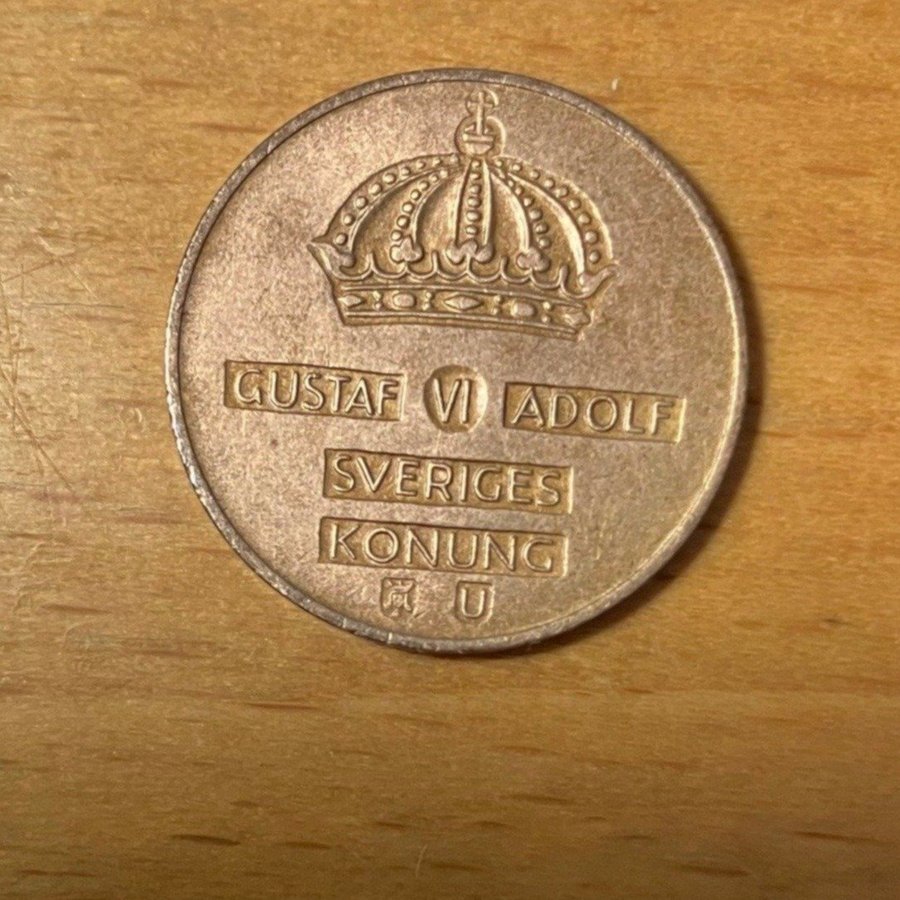 GUSTAF VI ADOLF
SVERIGES
KONUNG
U